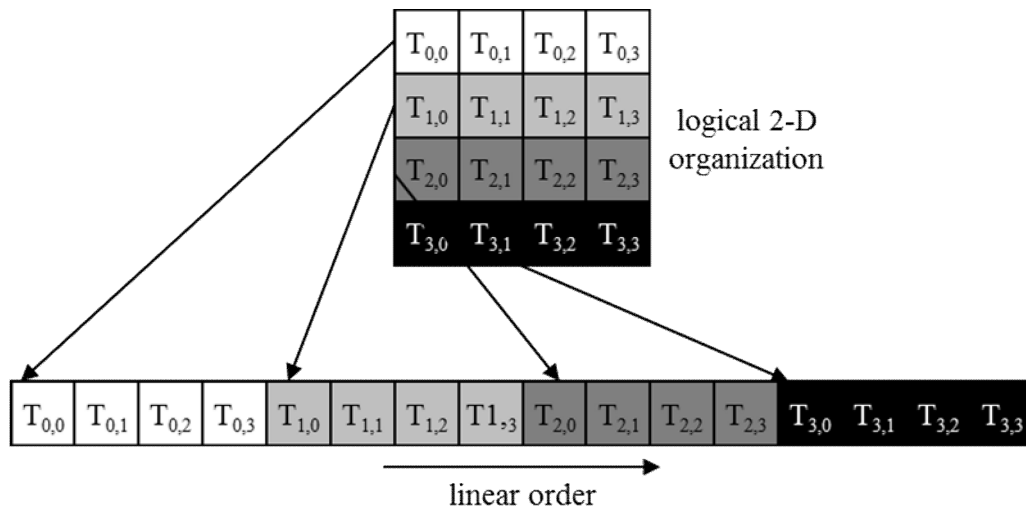 T0,0 T0,1 T0,2 T0,3
T1,0 T1,1 T1,2 T1,3
T2,0 T2,1 T2,2 T2,3
T3,0 T3,1 T3,2 T3,3
logical 2-D
organization
T0,0 T0,1 T0,2 T0,3 T1,0 T1,1 T1,2 T1,3 T2,0 T2,1 T2,2 T2,3 T3,0 T3,1 T3,2 T3,3
linear order